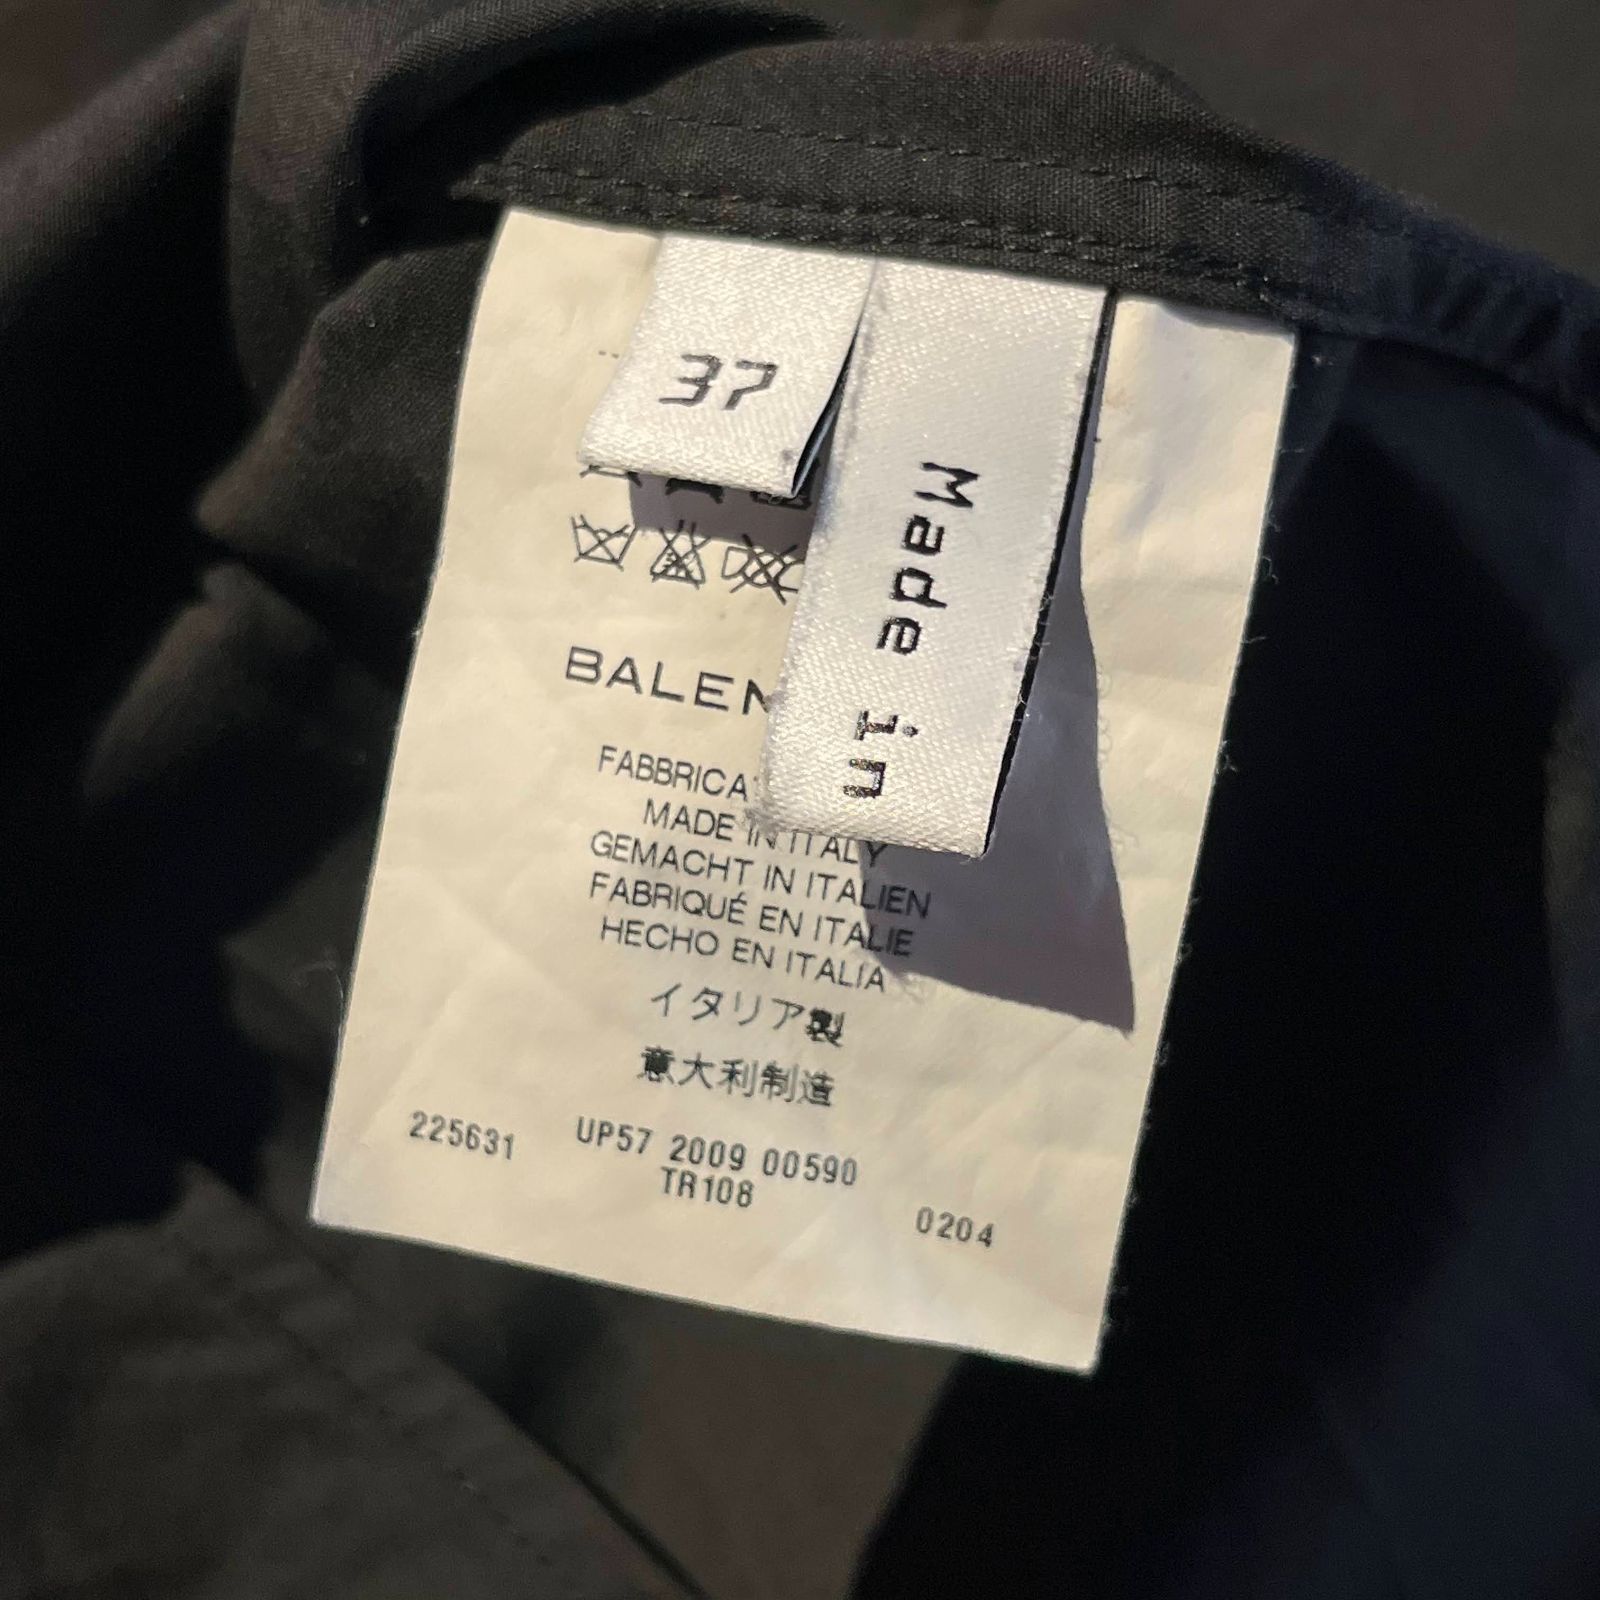 37
Made in
BALEN
FABBRICA
MADE IN ITALY
GEMACHT IN ITALIEN
FABRIQUÉ EN ITALIE
HECHO EN ITALIA
イタリア製
意大利制造
225631 UP57 2009 00590
TR108
0204